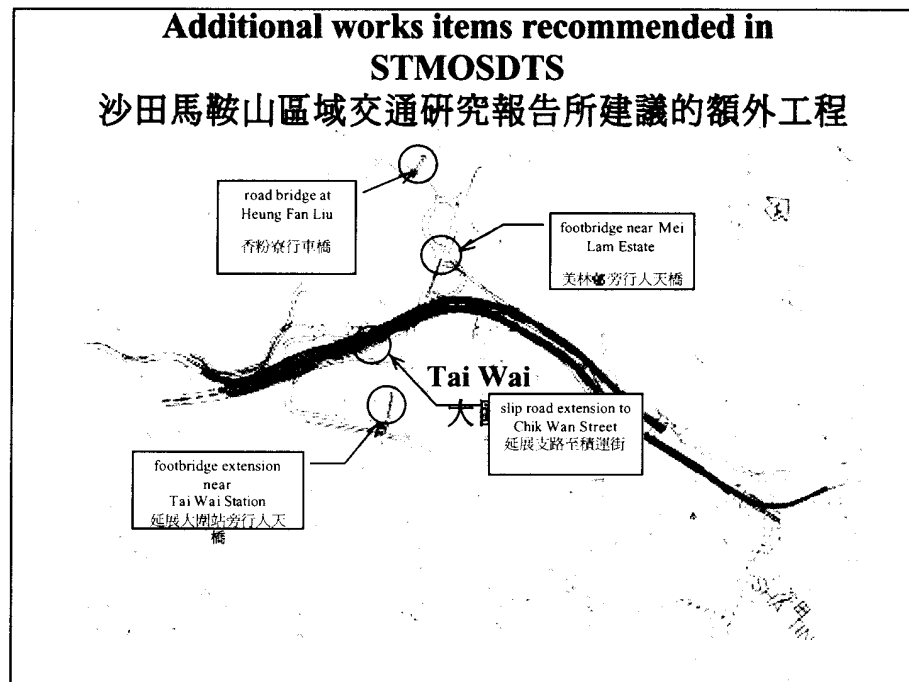 Additional works items recommended in
STMOSDTS
沙田馬鞍山區域交通研究報告所建議的額外工程
road bridge at
Heung Fan Liu
香粉寮行車橋
footbridge near Mei
Lam Estate
美林邨旁行人天橋
Tai Wai
大圍
slip road extension to
Chik Wan Street
延展支路至積運街
footbridge extension
near
Tai Wai Station
延展大圍站旁行人天
橋
沙田
SHA TIN